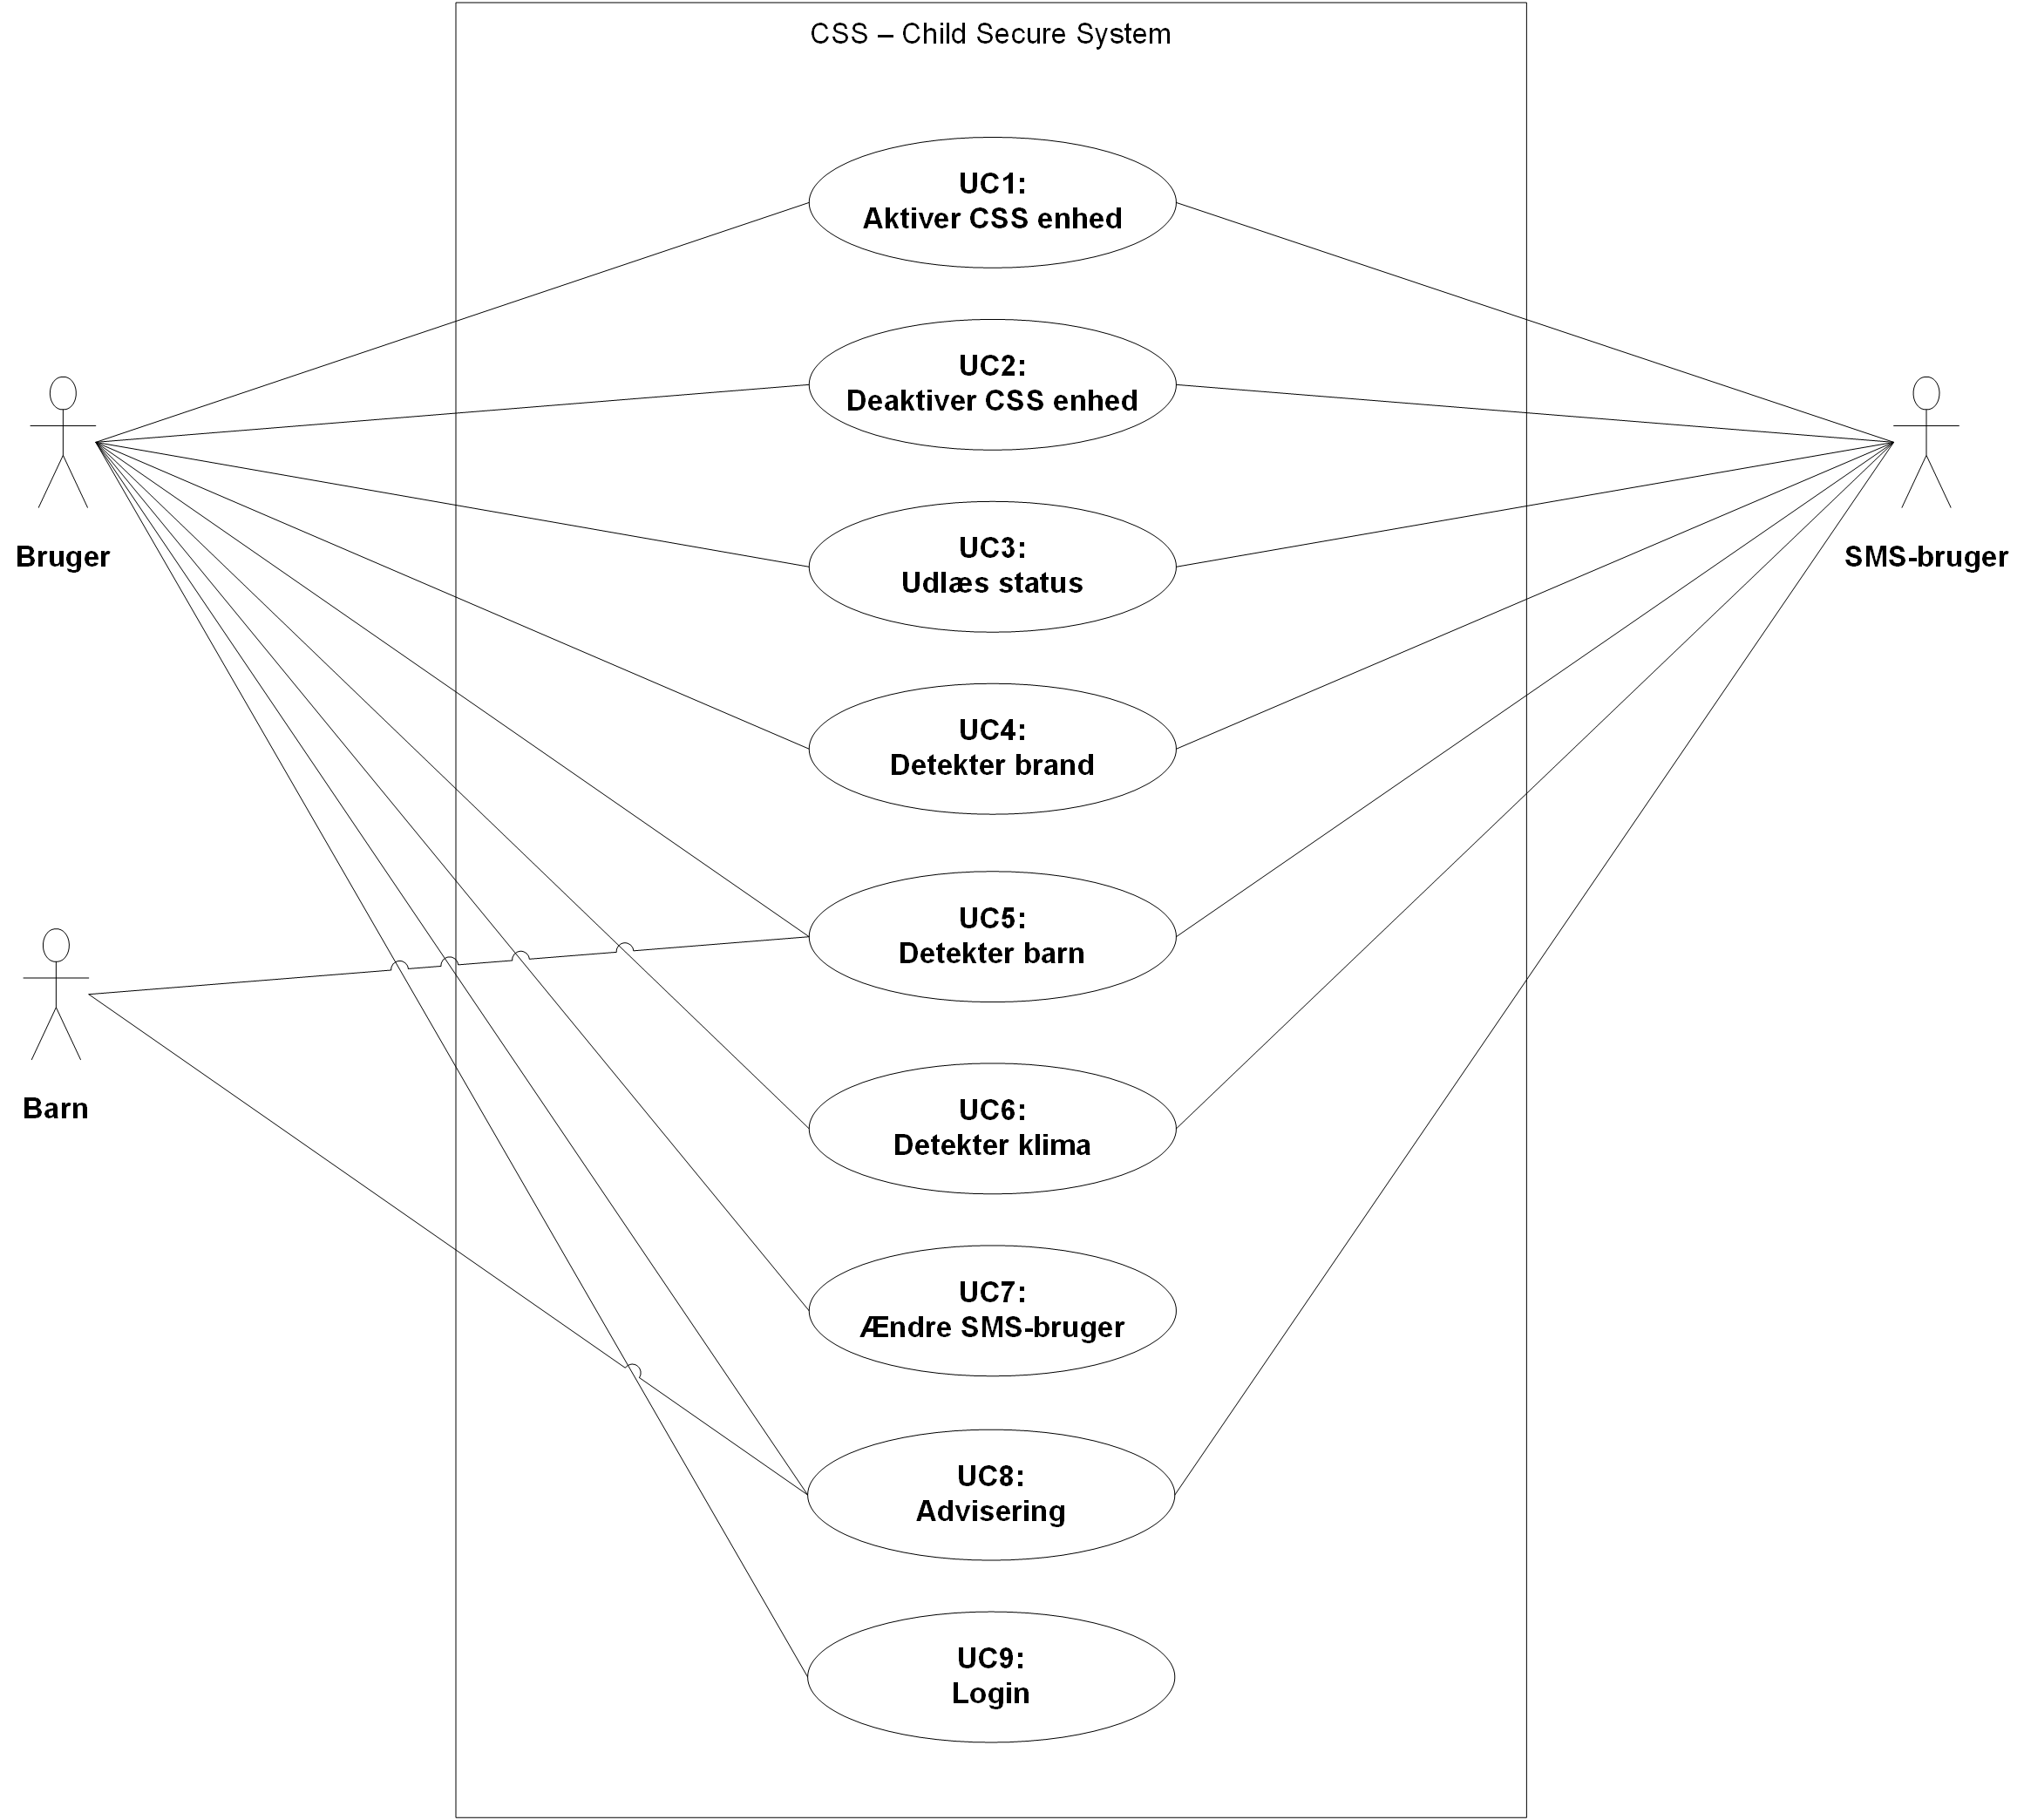 CSS – Child Secure System
UC1:
Aktiver CSS enhed
UC2:
Deaktiver CSS enhed
Bruger
SMS-bruger
UC3:
Udlæs status
UC4:
Detekter brand
UC5:
Detekter barn
Barn
UC6:
Detekter klima
UC7:
Ændre SMS-bruger
UC8:
Advisering
UC9:
Login